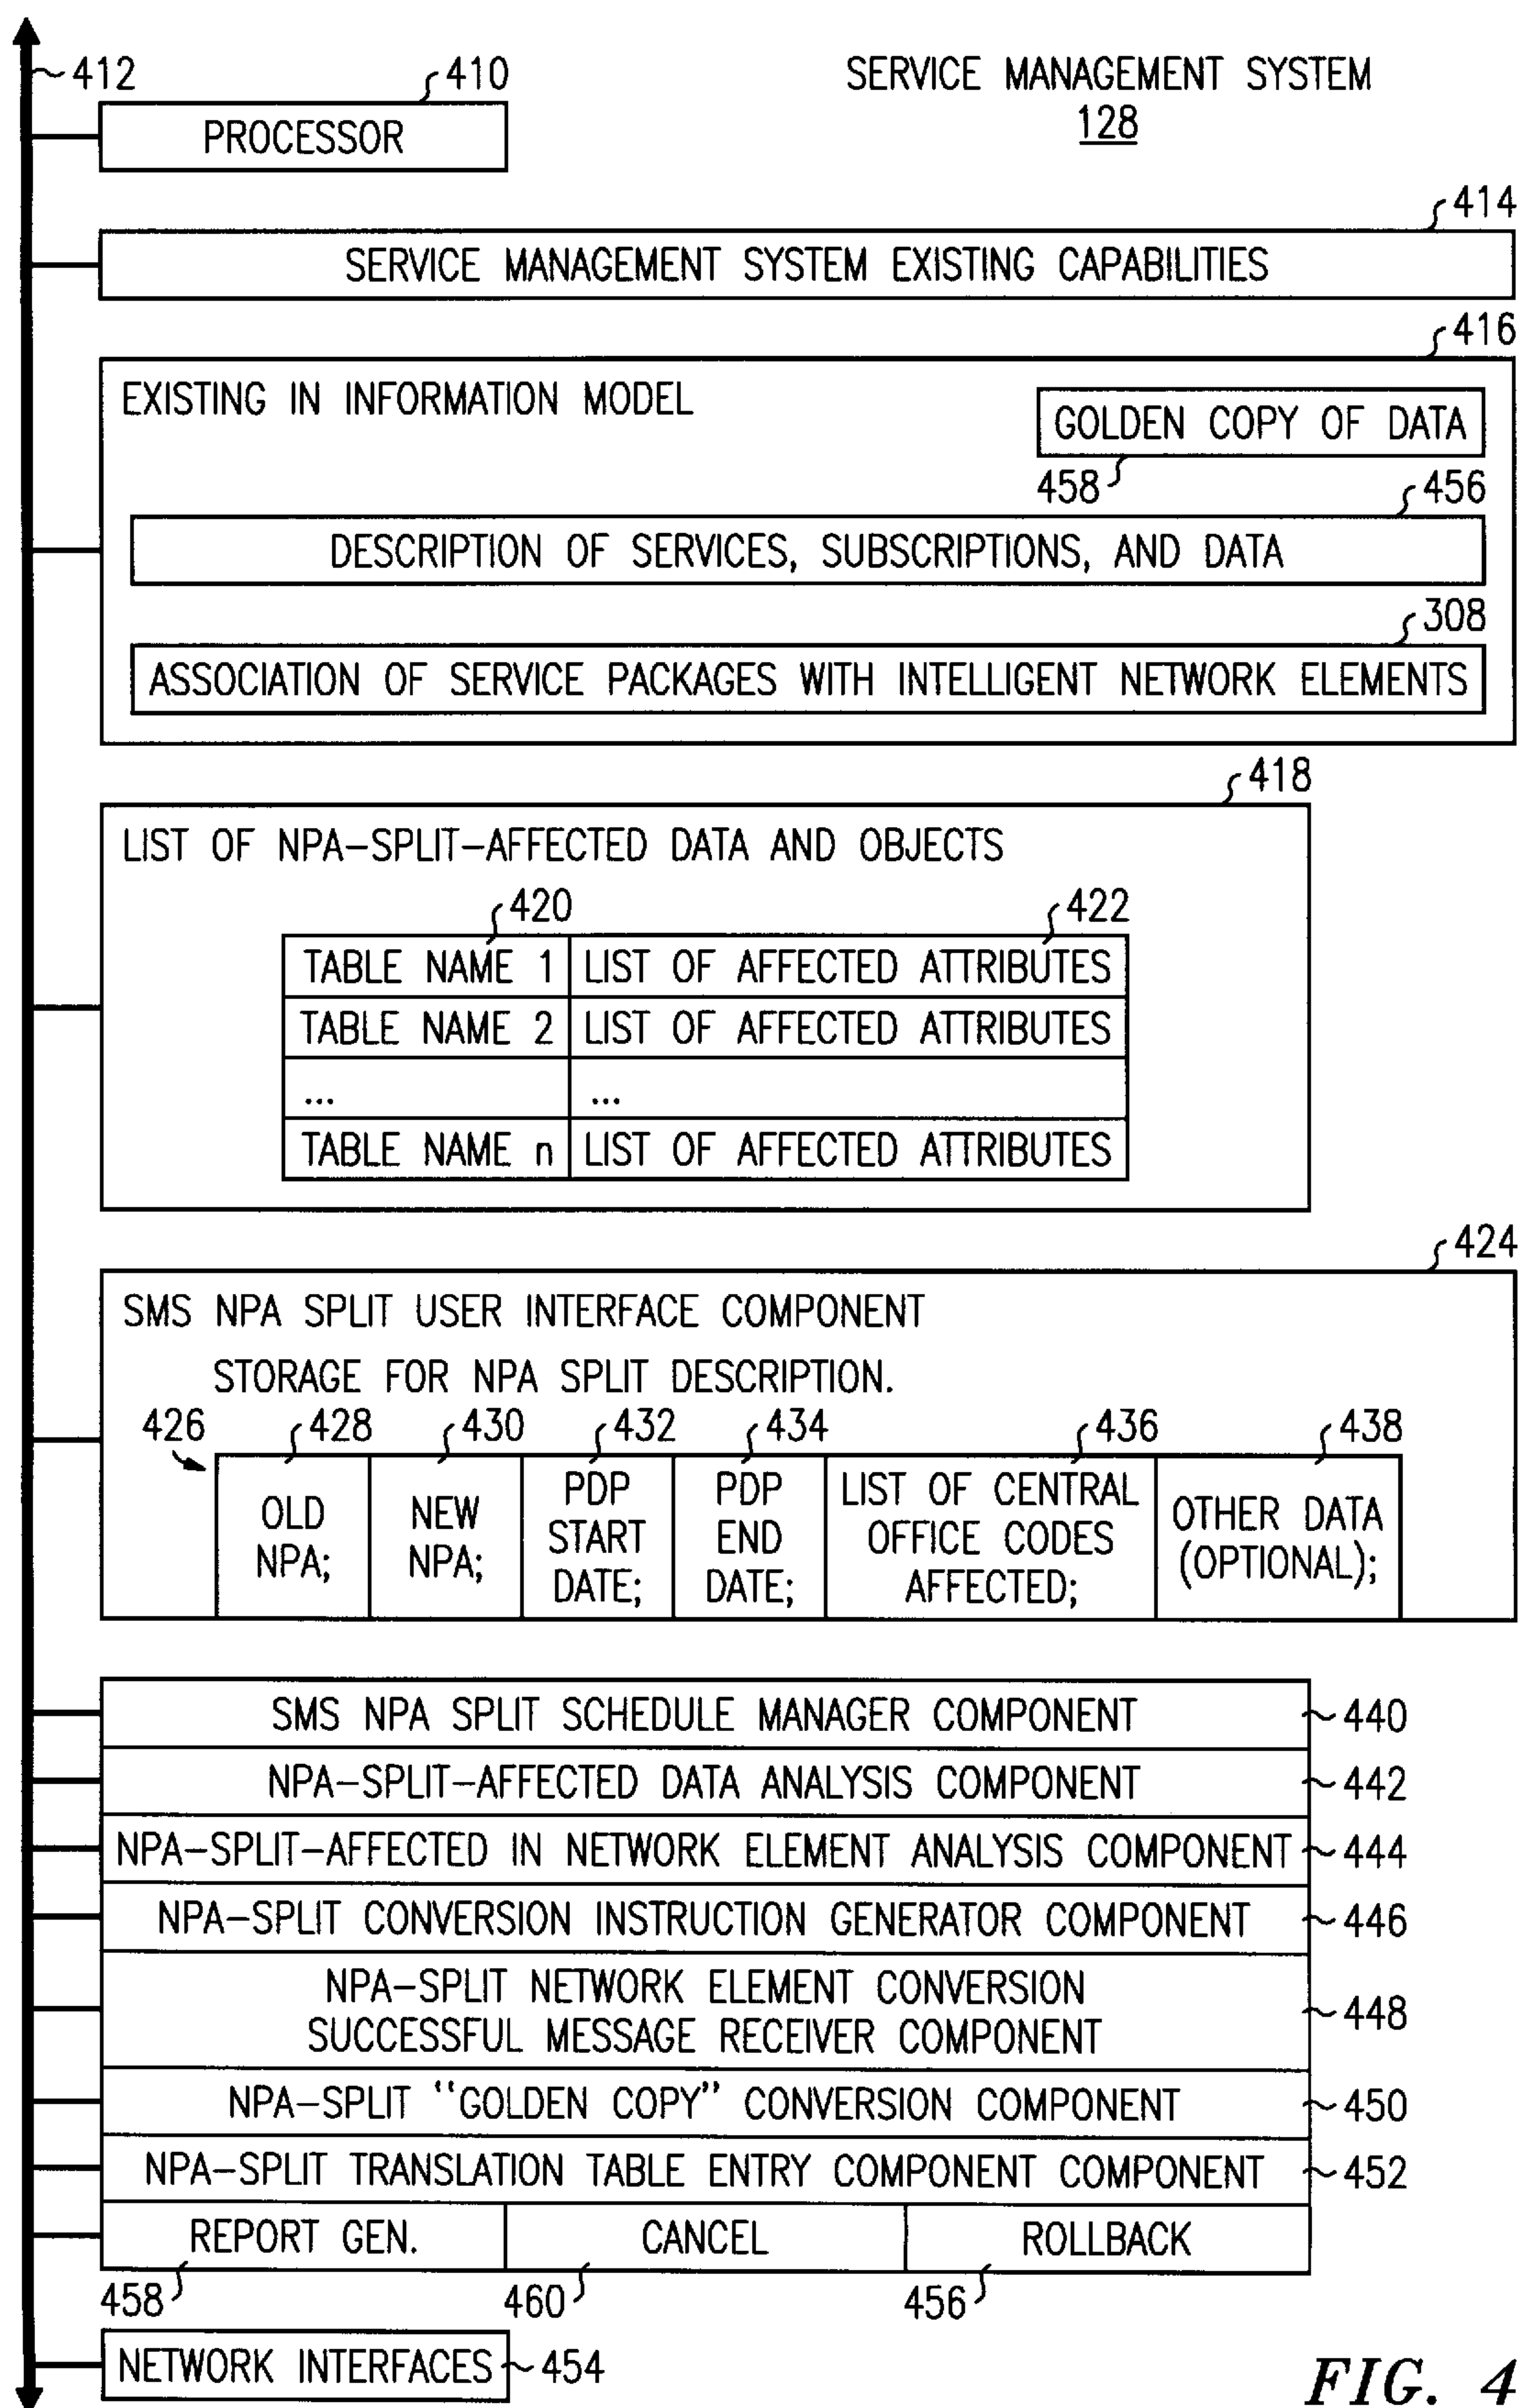 412
410
SERVICE MANAGEMENT SYSTEM
128
PROCESSOR
414
SERVICE MANAGEMENT SYSTEM EXISTING CAPABILITIES
416
EXISTING IN INFORMATION MODEL
GOLDEN COPY OF DATA
458
456
DESCRIPTION OF SERVICES, SUBSCRIPTIONS, AND DATA
308
ASSOCIATION OF SERVICE PACKAGES WITH INTELLIGENT NETWORK ELEMENTS
418
LIST OF NPA-SPLIT-AFFECTED DATA AND OBJECTS
420
422
TABLE NAME 1 LIST OF AFFECTED ATTRIBUTES
TABLE NAME 2 LIST OF AFFECTED ATTRIBUTES
... ...
TABLE NAME n LIST OF AFFECTED ATTRIBUTES
424
SMS NPA SPLIT USER INTERFACE COMPONENT
STORAGE FOR NPA SPLIT DESCRIPTION.
426
428
430
432
434
436
438
OLD
NPA;
NEW
NPA;
PDP
START
DATE;
PDP
END
DATE;
LIST OF CENTRAL
OFFICE CODES
AFFECTED;
OTHER DATA
(OPTIONAL);
SMS NPA SPLIT SCHEDULE MANAGER COMPONENT
440
NPA-SPLIT-AFFECTED DATA ANALYSIS COMPONENT
442
NPA-SPLIT-AFFECTED IN NETWORK ELEMENT ANALYSIS COMPONENT
444
NPA-SPLIT CONVERSION INSTRUCTION GENERATOR COMPONENT
446
NPA-SPLIT NETWORK ELEMENT CONVERSION
SUCCESSFUL MESSAGE RECEIVER COMPONENT
448
NPA-SPLIT "GOLDEN COPY" CONVERSION COMPONENT
450
NPA-SPLIT TRANSLATION TABLE ENTRY COMPONENT COMPONENT
452
REPORT GEN.
CANCEL
ROLLBACK
458
460
456
NETWORK INTERFACES
454
FIG. 4